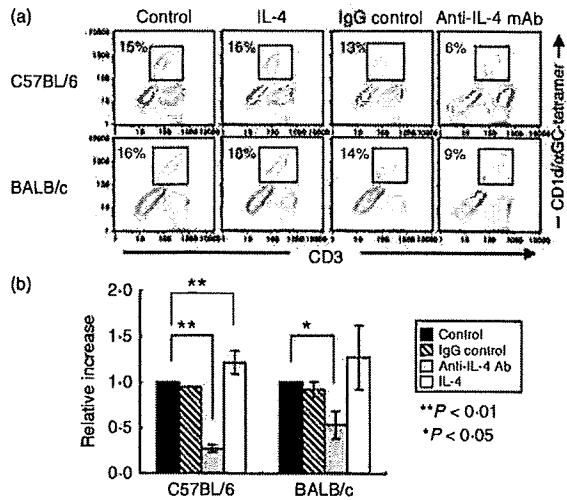 (a)
Control IL-4 IgG control Anti-IL-4 mAb
C57BL/6
15% 16% 13% 6%
BALB/c
16% 18% 14% 9%
CD1d/αGC-tetramer
CD3
(b)
Relative increase
2·0
1·5
1·0
0·5
0·0
** ** *
C57BL/6 BALB/c
Control
IgG control
Anti-IL-4 Ab
IL-4
**P < 0·01
*P < 0·05